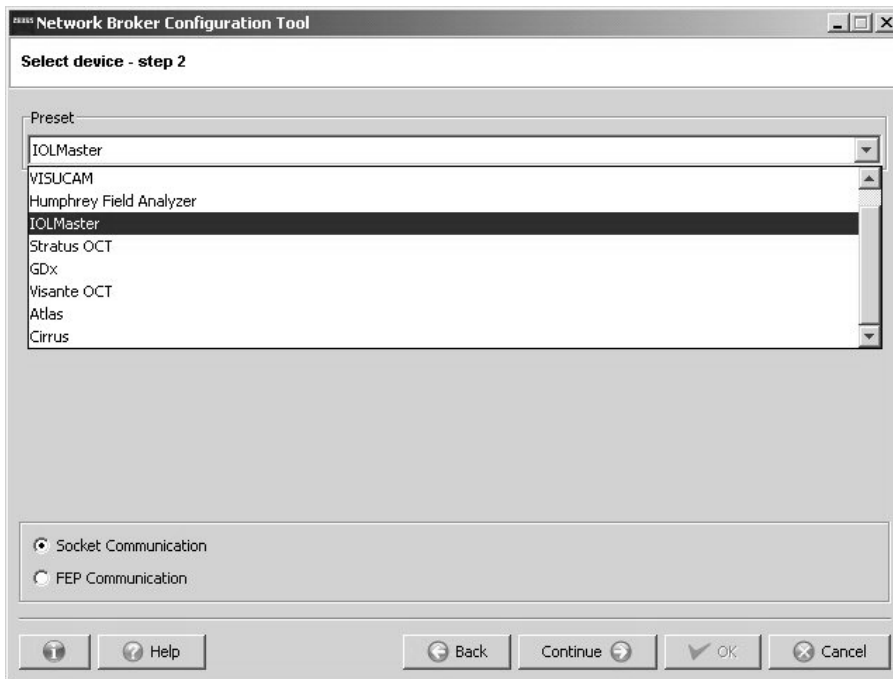 Network Broker Configuration Tool
Select device - step 2
Preset
IOLMaster
VISUCAM
Humphrey Field Analyzer
IOLMaster
Stratus OCT
GDx
Visante OCT
Atlas
Cirrus
Socket Communication
FEP Communication
Help Back Continue OK Cancel